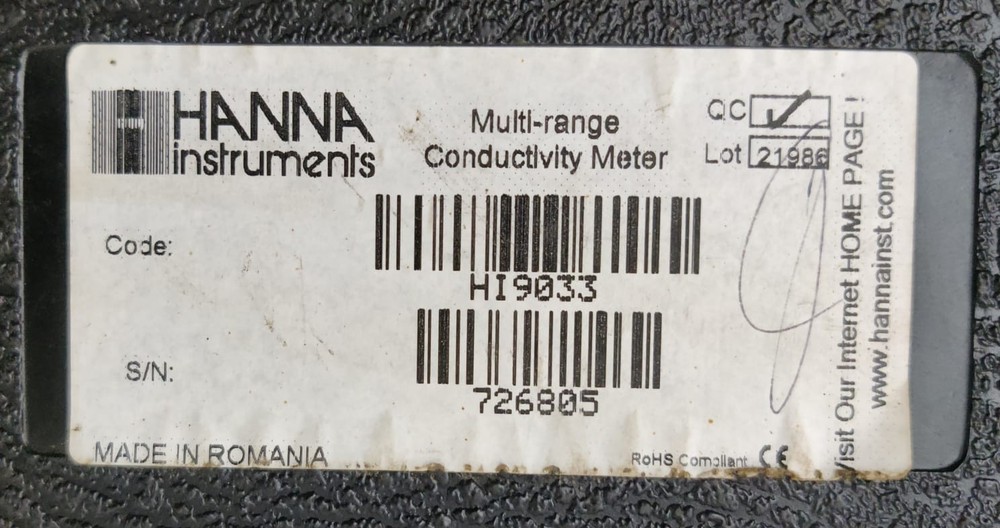 HANNA
instruments
Multi-range
Conductivity Meter
QC
Lot 21986
Code:
HI9033
S/N:
726805
MADE IN ROMANIA
RoHS Compliant CE
Visit Our Internet HOME PAGE!
www.hannainst.com